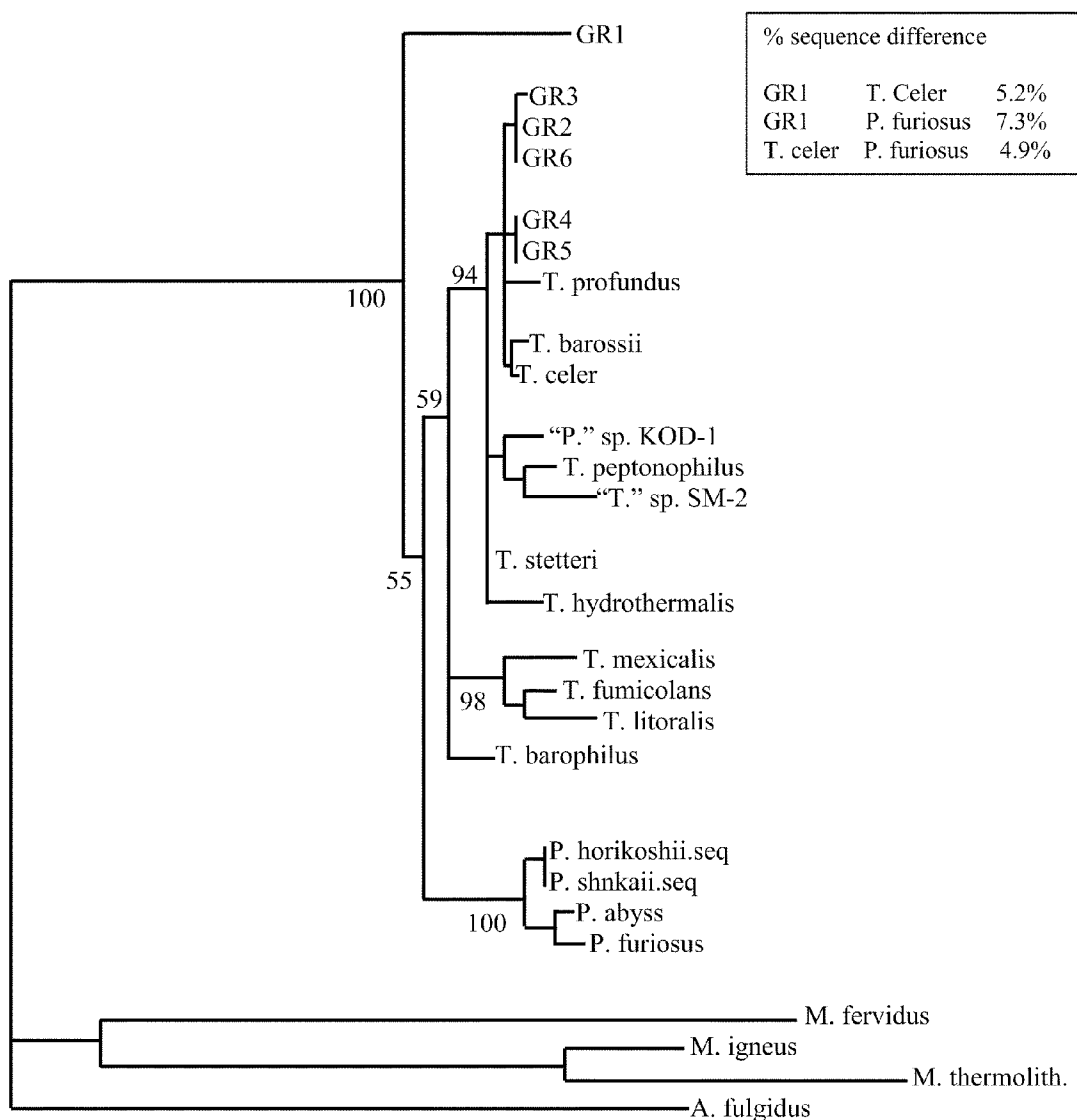 GR1
% sequence difference
GR1 T. Celer 5.2%
GR1 P. furiosus 7.3%
T. celer P. furiosus 4.9%
GR3
GR2
GR6
GR4
GR5
94
T. profundus
100
T. barossii
T. celer
59
“P.” sp. KOD-1
T. peptonophilus
“T.” sp. SM-2
T. stetteri
55
T. hydrothermalis
T. mexicalis
98
T. fumicolans
T. litoralis
T. barophilus
P. horikoshii.seq
P. shnkaii.seq
100
P. abyss
P. furiosus
M. fervidus
M. igneus
M. thermolith.
A. fulgidus